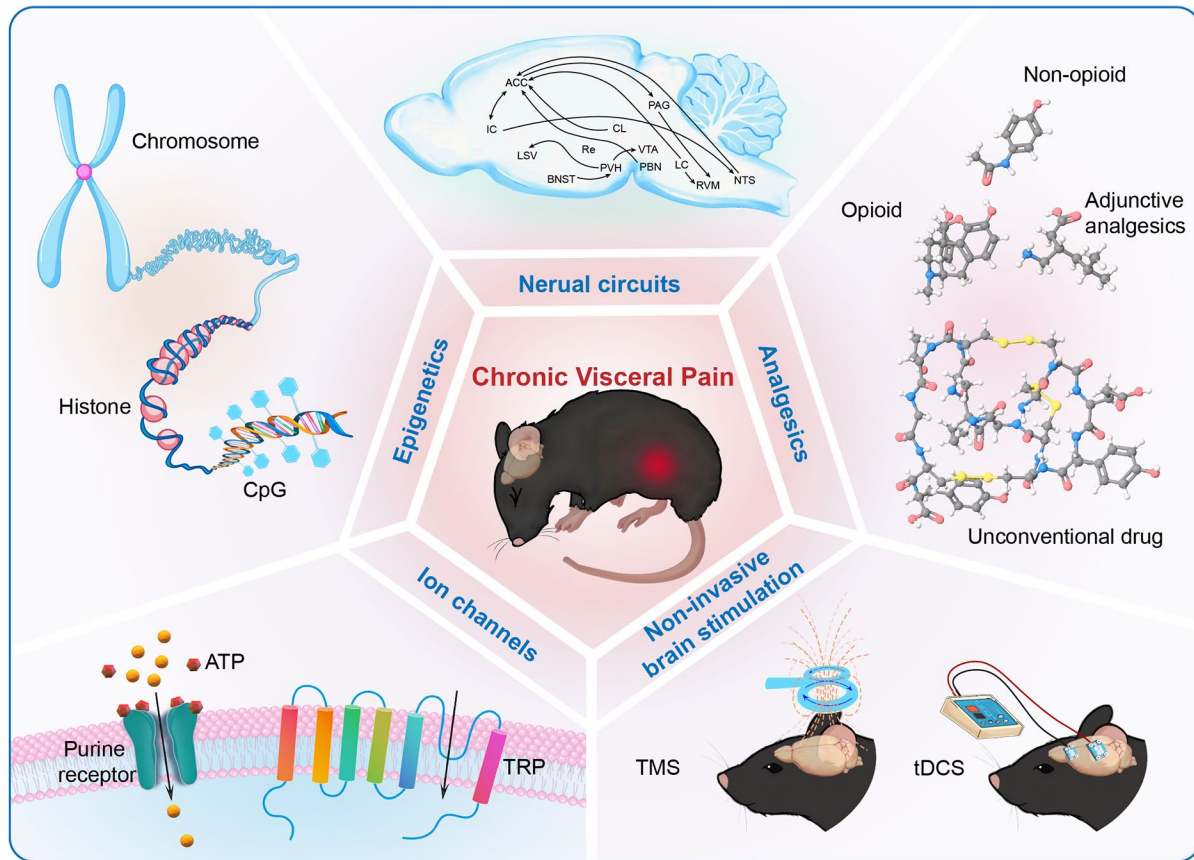 ACC
PAG
IC
CL
LSV
Re
VTA
PVH
PBN
LC
BNST
RVM
NTS
Chromosome
Histone
CpG
Non-opioid
Opioid
Adjunctive
analgesics
Unconventional drug
Nerual circuits
Epigenetics
Analgesics
Chronic Visceral Pain
Ion channels
Non-invasive
brain stimulation
ATP
Purine
receptor
TRP
TMS
tDCS